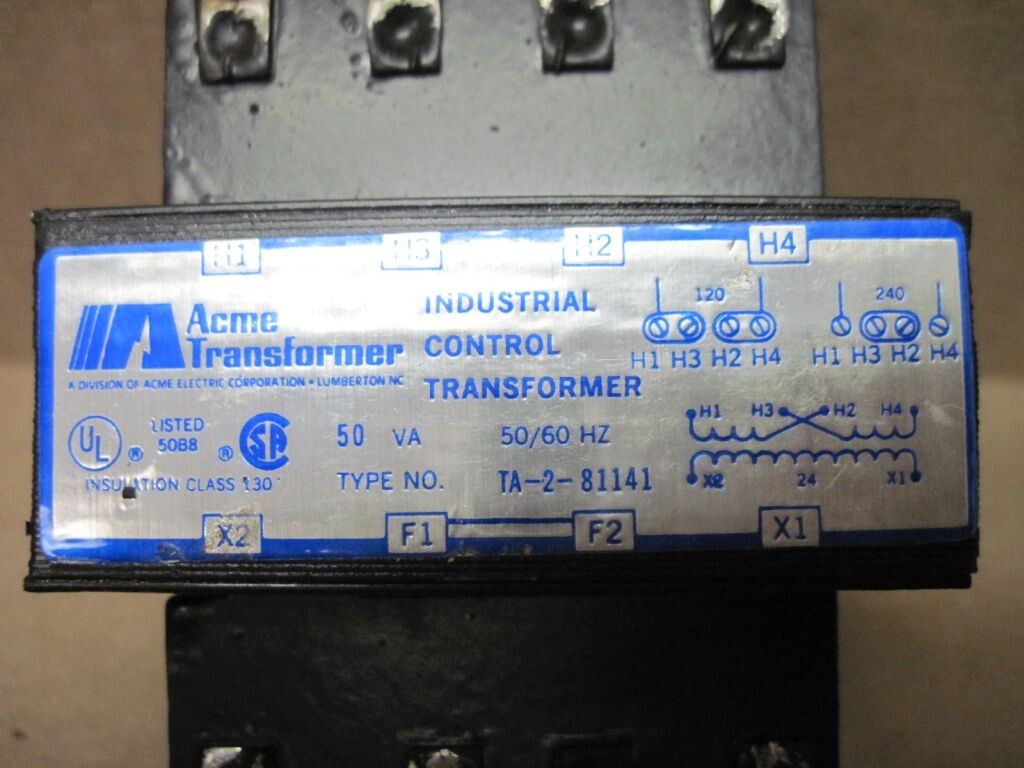 H1 H3 H2 H4
Acme
Transformer
A DIVISION OF ACME ELECTRIC CORPORATION • LUMBERTON NC
INDUSTRIAL
CONTROL
TRANSFORMER
120
H1 H3 H2 H4
240
H1 H3 H2 H4
UL ® LISTED
50B8
® SA
INSULATION CLASS 130°
50 VA 50/60 HZ
TYPE NO. TA-2-81141
H1 H3 H2 H4
X2 24 X1
X2 F1 F2 X1